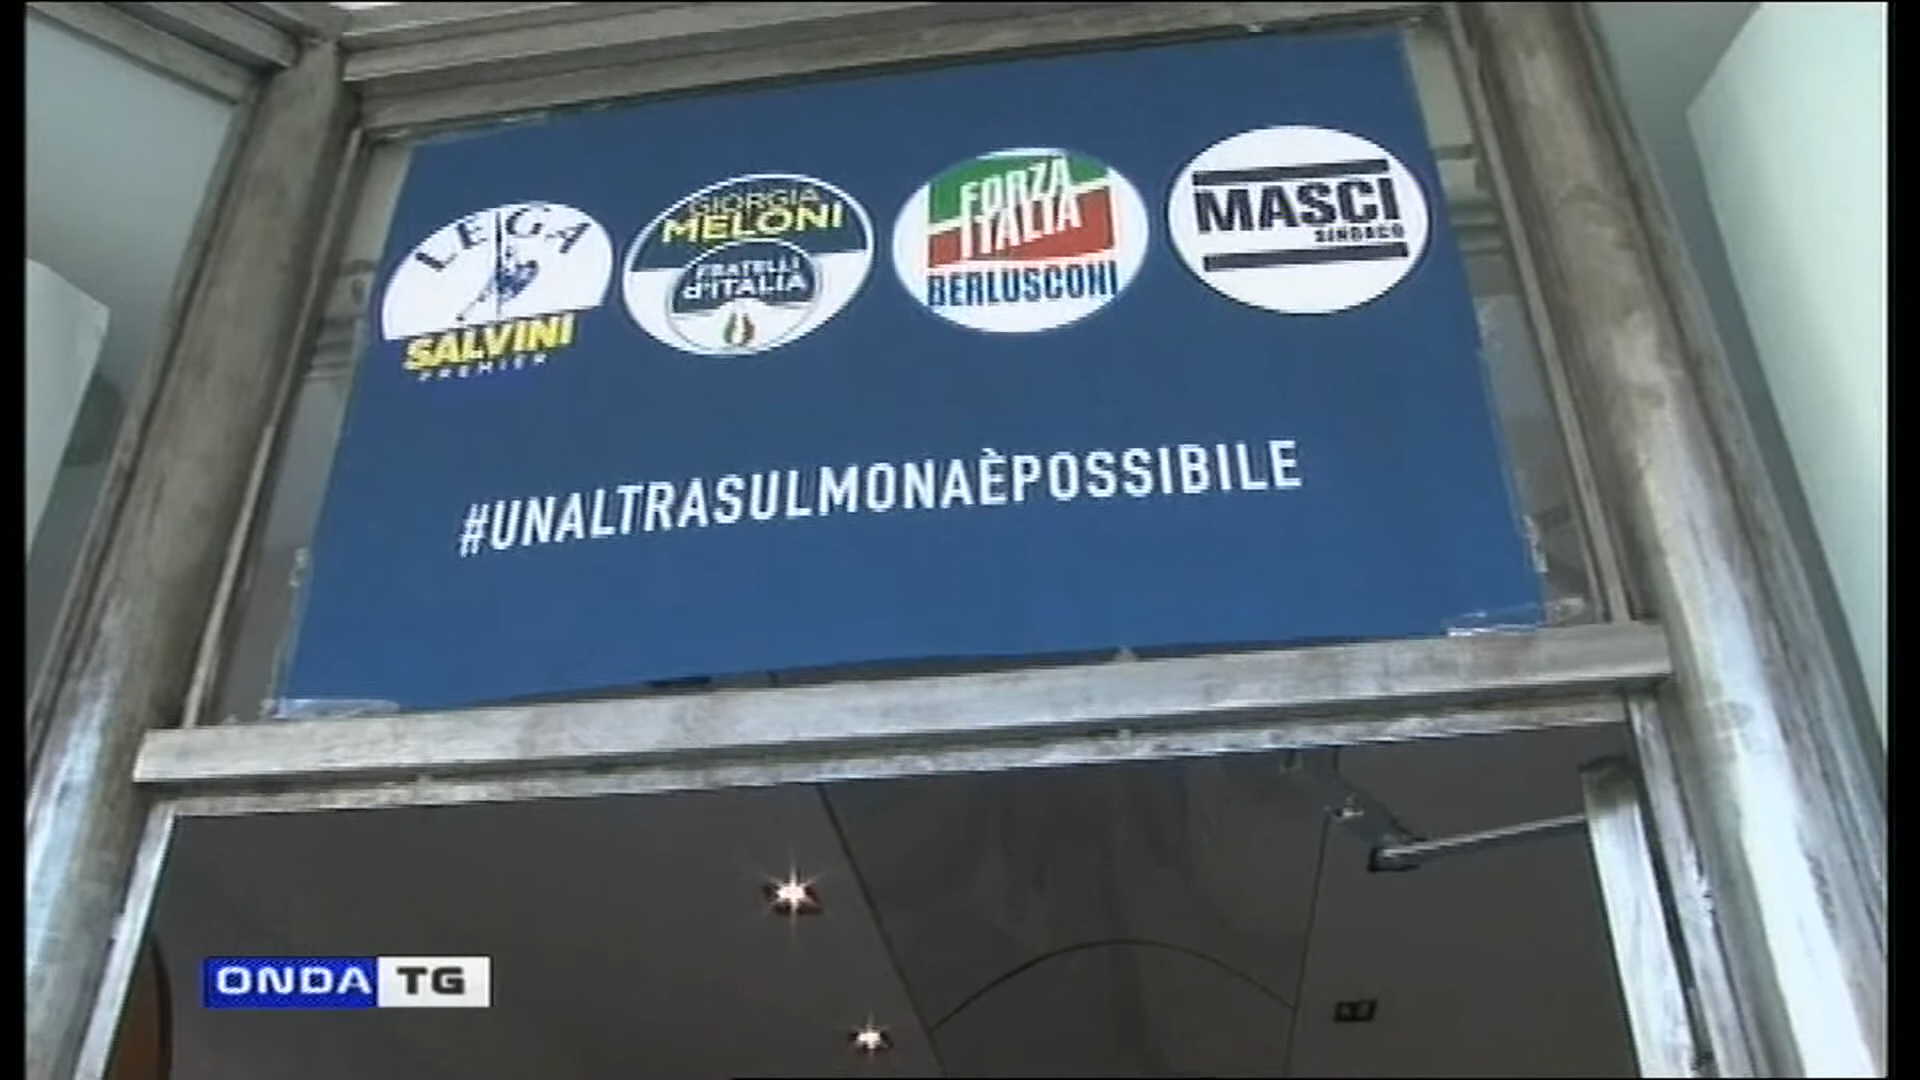 LEGA
SALVINI
PREMIER
GIORGIA
MELONI
FRATELLI
d'ITALIA
FORZA
ITALIA
BERLUSCONI
MASCI
SINDACO
#UNALTRASULMONAÈPOSSIBILE
ONDA TG